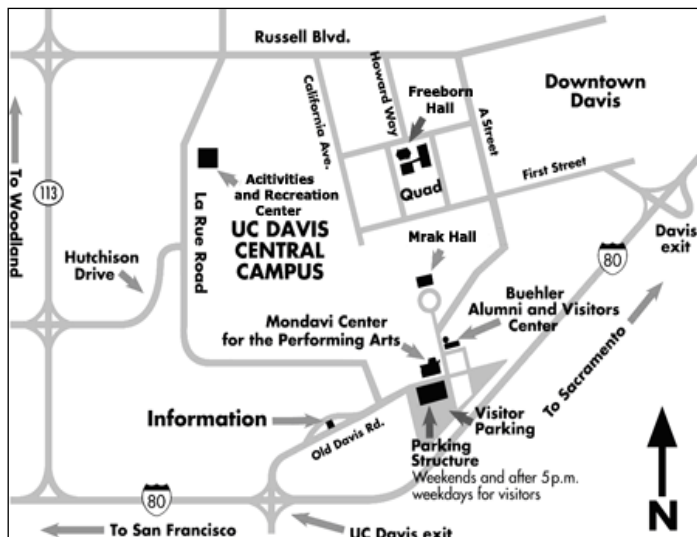 Russell Blvd.
Howard Way
California Ave.
Freeborn
Hall
A Street
Downtown
Davis
To Woodland
113
Acitivities
and Recreation
Center
Quad
First Street
La Rue Road
UC DAVIS
CENTRAL
CAMPUS
Mrak Hall
Davis
exit
80
Hutchison
Drive
Buehler
Alumni and Visitors
Center
Mondavi Center
for the Performing Arts
To Sacramento
Information
Old Davis Rd.
Visitor
Parking
Parking
Structure
Weekends and after 5p.m.
weekdays for visitors
80
N
To San Francisco
UC Davis exit